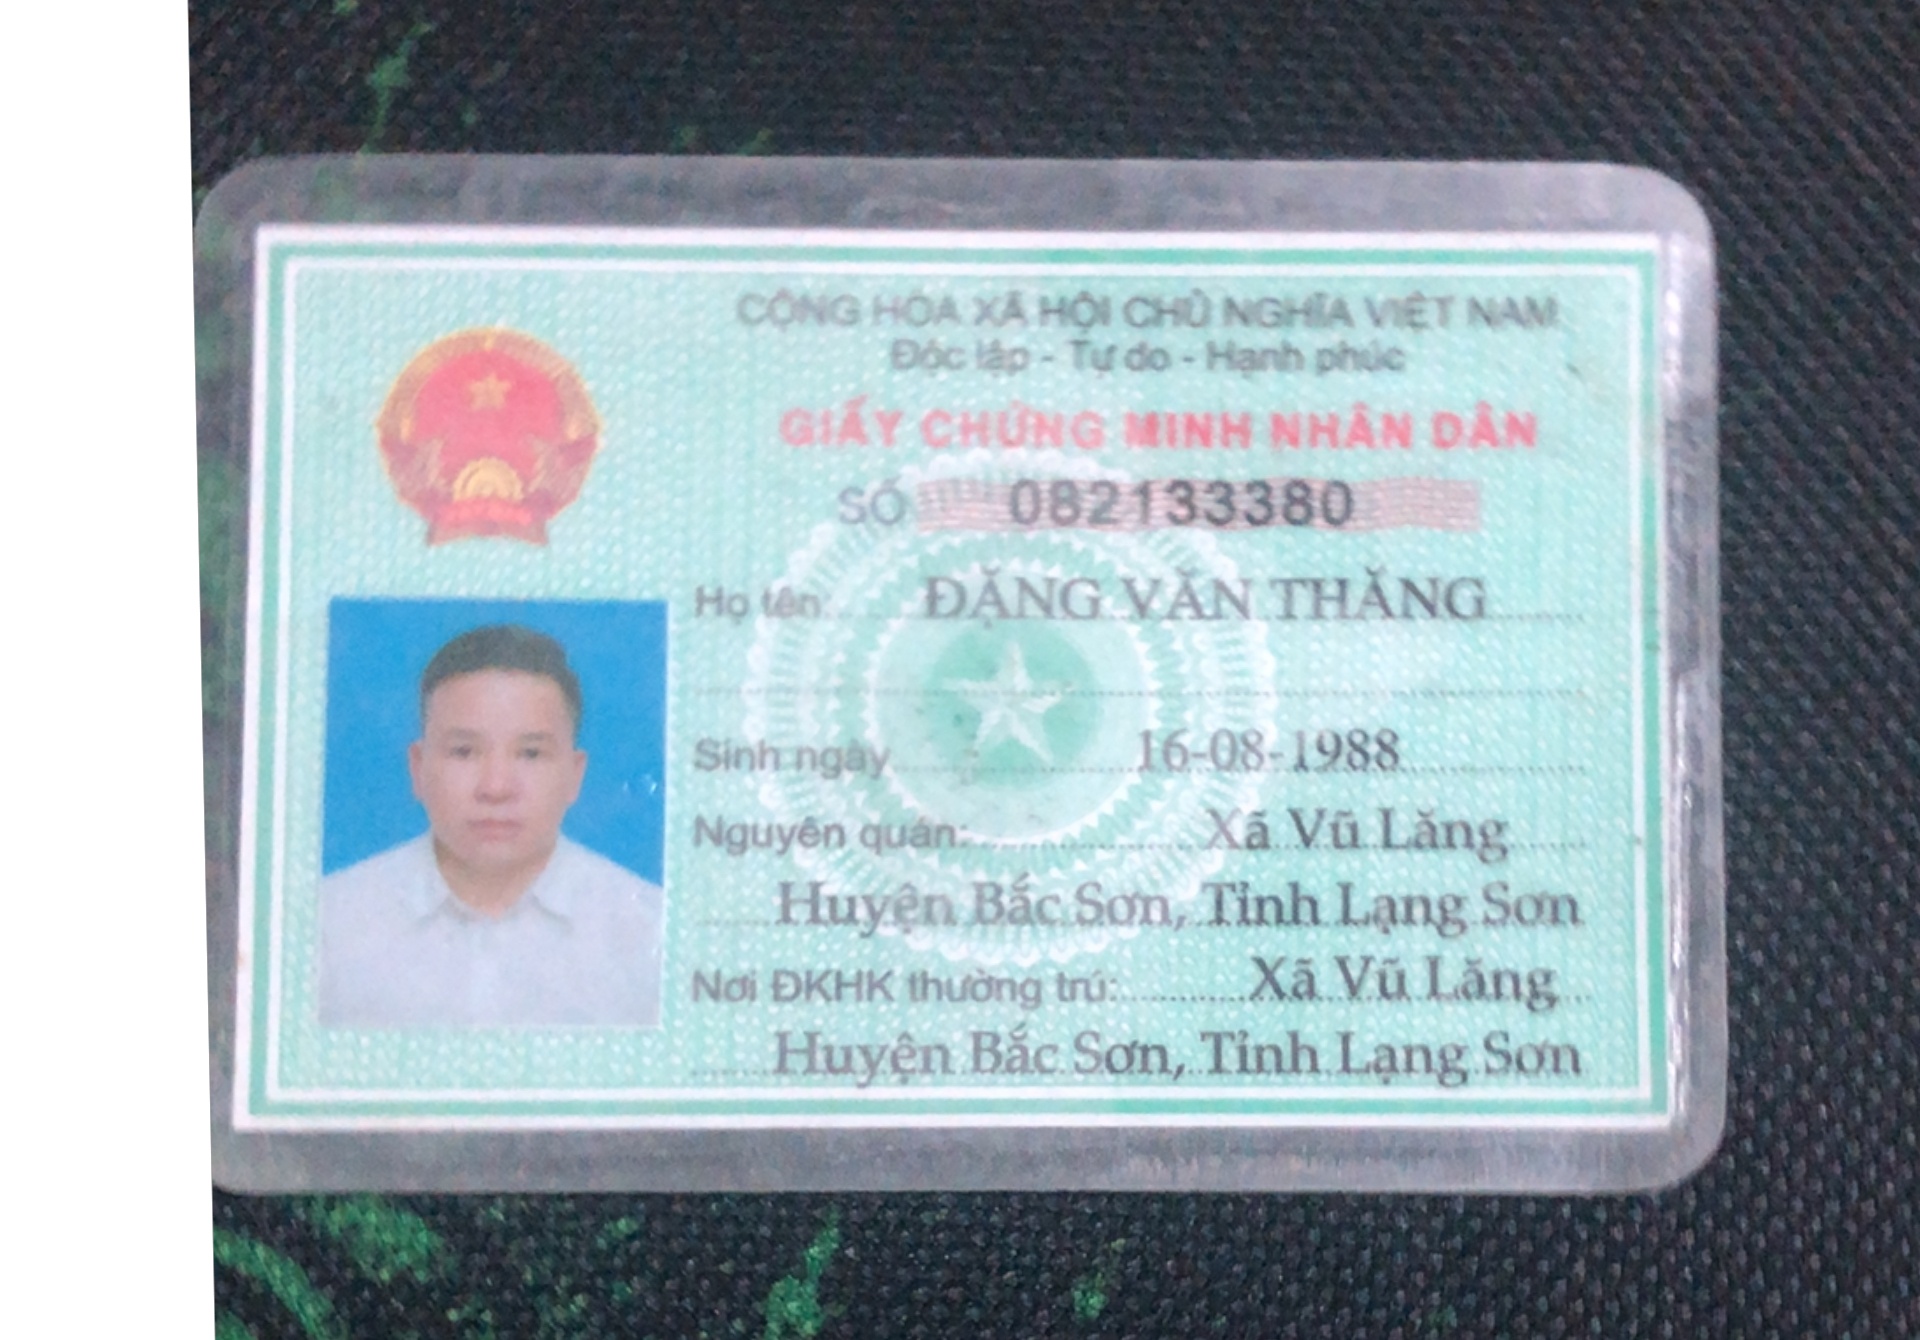 CỘNG HÒA XÃ HỘI CHỦ NGHĨA VIỆT NAM
Độc lập - Tự do - Hạnh phúc
GIẤY CHỨNG MINH NHÂN DÂN
SỐ 082133380
Họ tên: ĐẶNG VĂN THĂNG
Sinh ngày 16-08-1988
Nguyên quán: Xã Vũ Lăng
Huyện Bắc Sơn, Tỉnh Lạng Sơn
Nơi ĐKHK thường trú: Xã Vũ Lăng
Huyện Bắc Sơn, Tỉnh Lạng Sơn